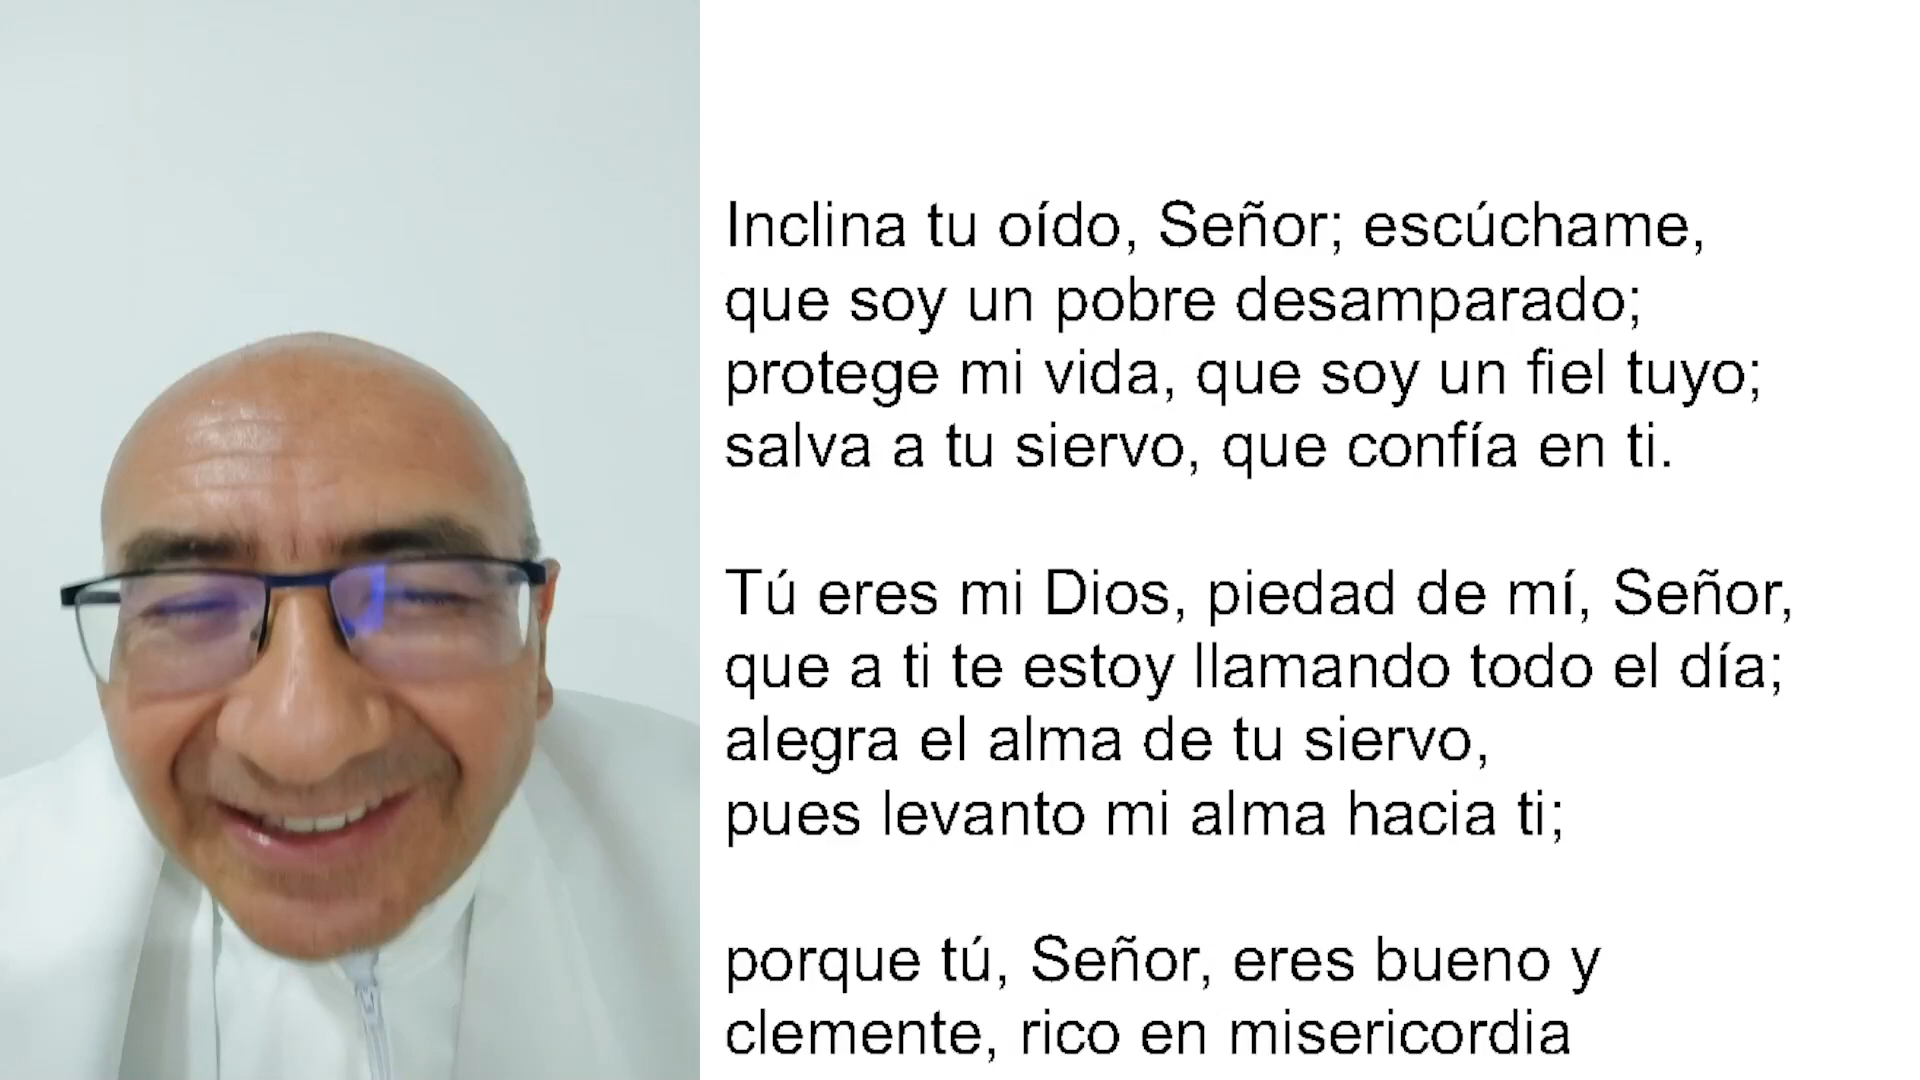 Inclina tu oído, Señor; escúchame,
que soy un pobre desamparado;
protege mi vida, que soy un fiel tuyo;
salva a tu siervo, que confía en ti.
Tú eres mi Dios, piedad de mí, Señor,
que a ti te estoy llamando todo el día;
alegra el alma de tu siervo,
pues levanto mi alma hacia ti;
porque tú, Señor, eres bueno y
clemente, rico en misericordia